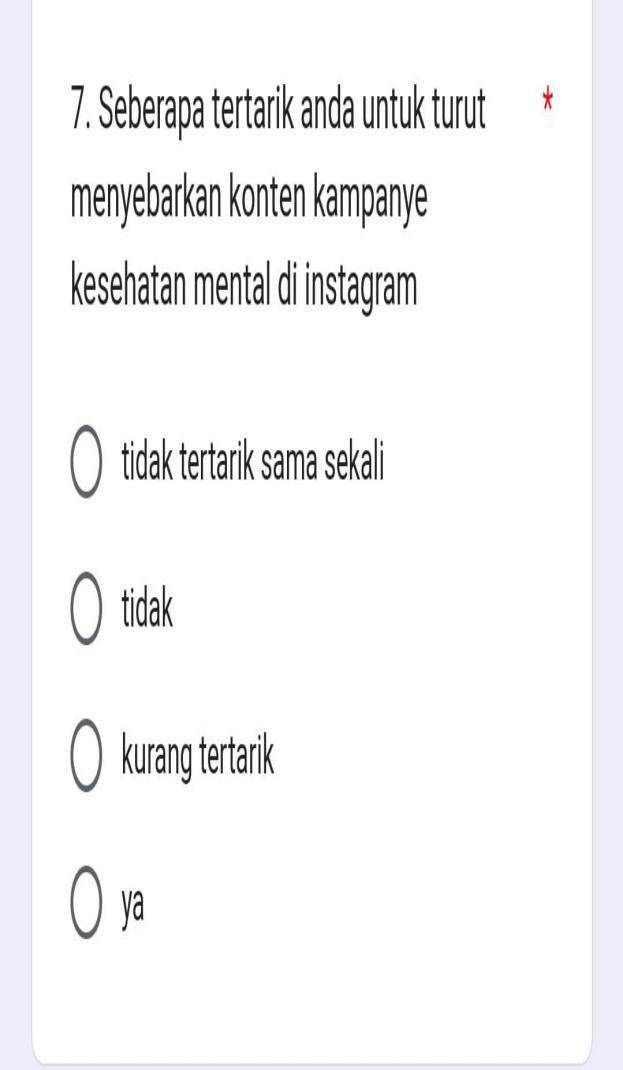 7. Seberapa tertarik anda untuk turut *
menyebarkan konten kampanye
kesehatan mental di instagram
tidak tertarik sama sekali
tidak
kurang tertarik
ya